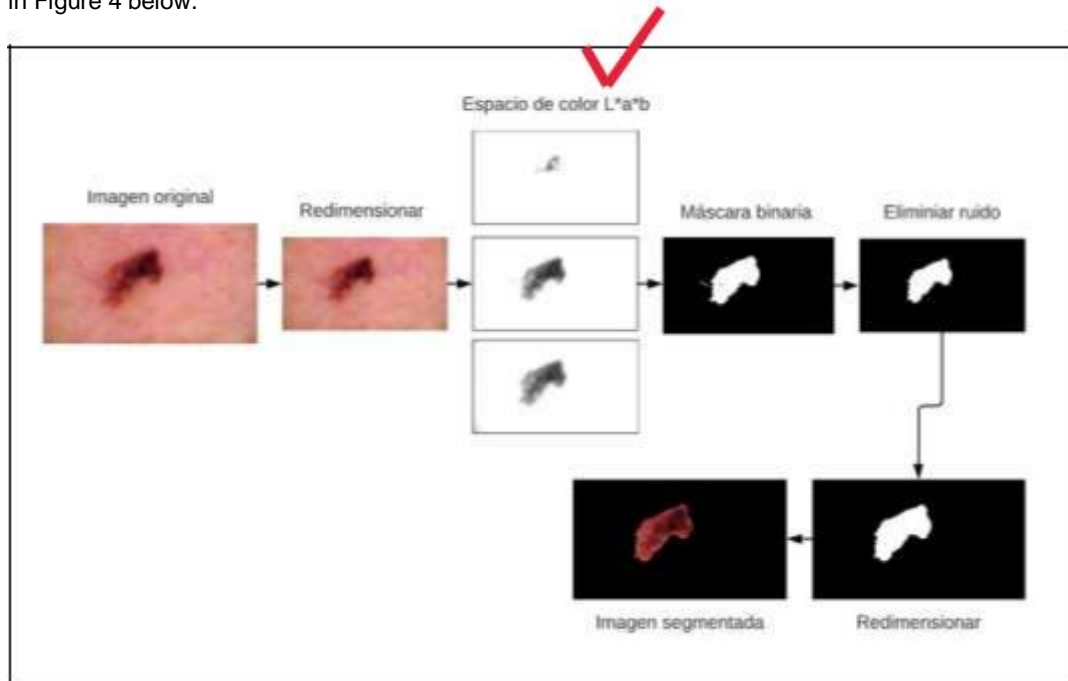 in Figure 4 below.
Espacio de color L*a*b
Imagen original
Redimensionar
Máscara binaria
Eliminiar ruido
Imagen segmentada
Redimensionar